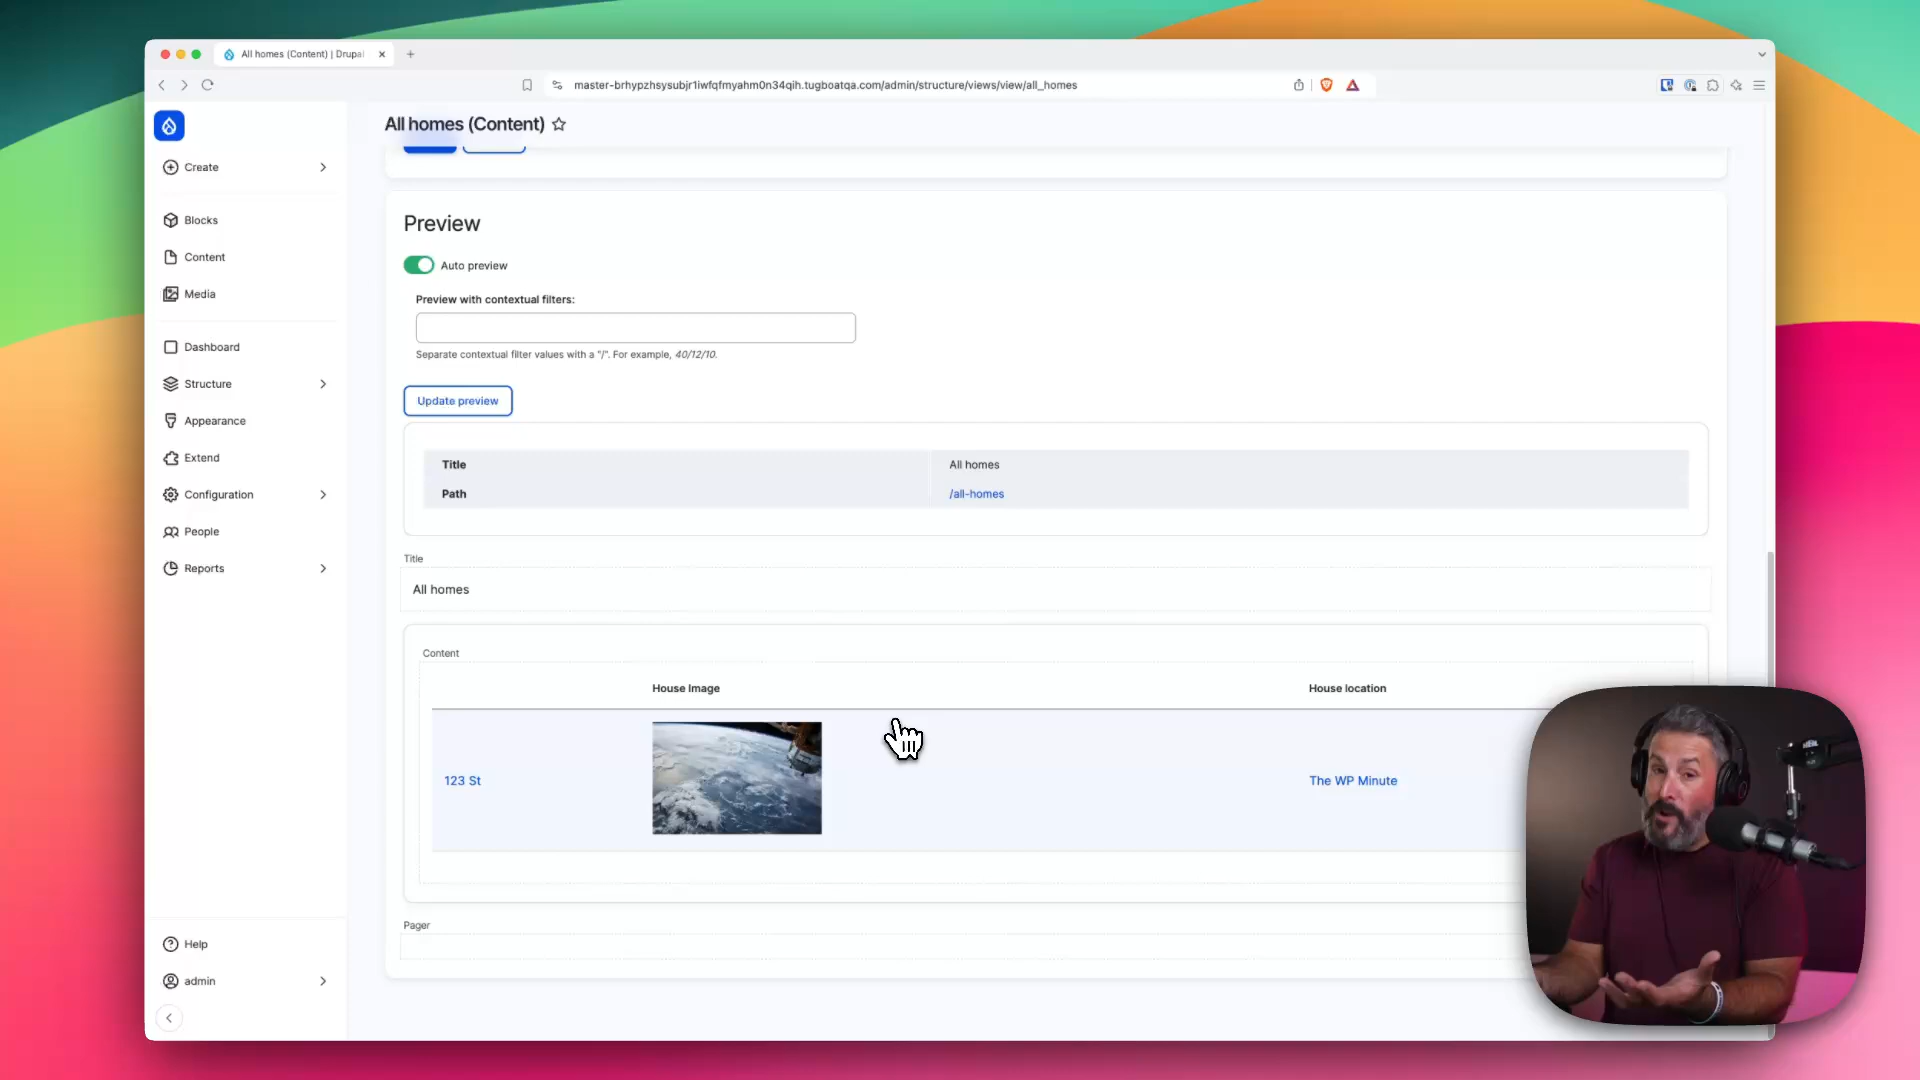 All homes (Content) | Drupal
master-brhypzhsysubjr1iwfqfmyahm0n34qih.tugboatqa.com/admin/structure/views/view/all_homes
All homes (Content)
Create
Blocks
Content
Media
Dashboard
Structure
Appearance
Extend
Configuration
People
Reports
Help
admin
Preview
Auto preview
Preview with contextual filters:
Separate contextual filter values with a "/". For example, 40/12/10.
Update preview
Title All homes
Path /all-homes
Title
All homes
Content
House Image House location
123 St The WP Minute
Pager